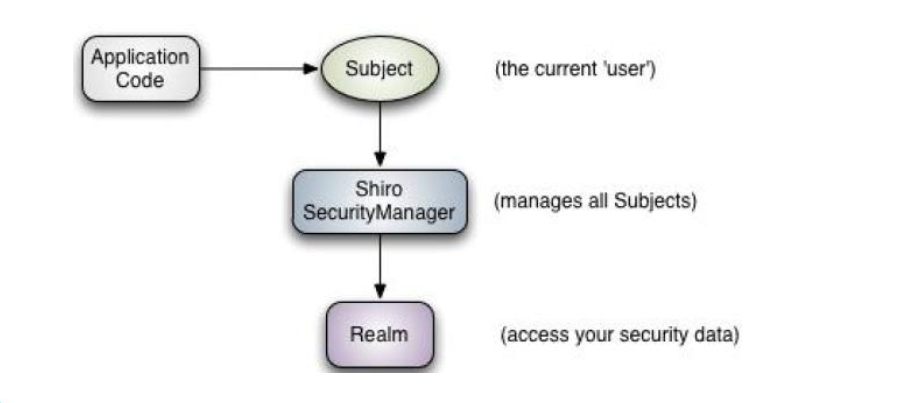 Application
Code
Subject
(the current 'user')
Shiro
SecurityManager
(manages all Subjects)
Realm
(access your security data)